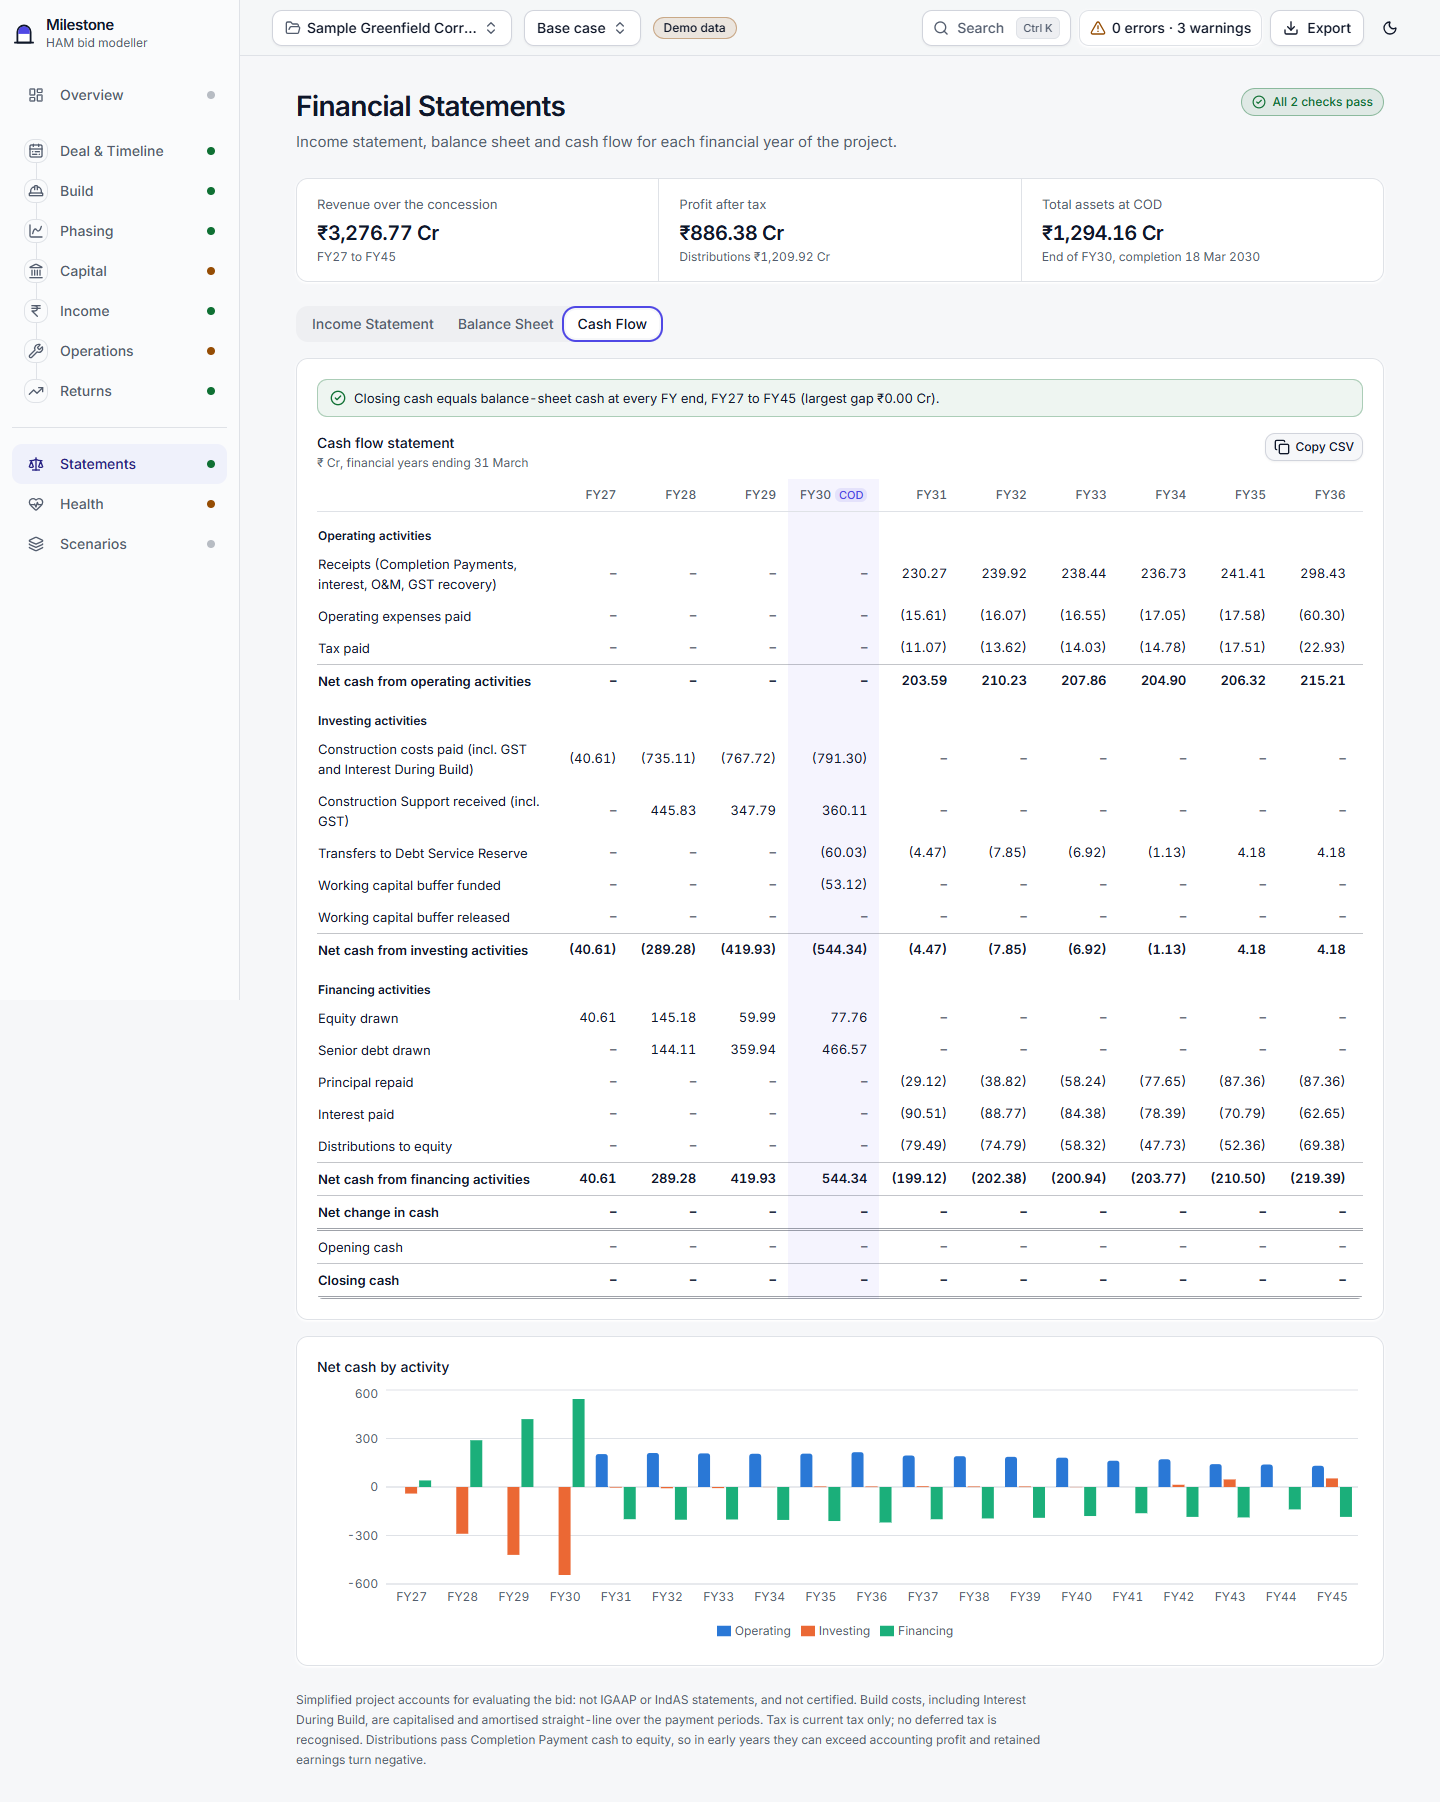 Milestone
HAM bid modeller
Sample Greenfield Corr...
Base case
Demo data
Search
Ctrl K
0 errors · 3 warnings
Export
Overview
Deal & Timeline
Build
Phasing
Capital
Income
Operations
Returns
Statements
Health
Scenarios
Financial Statements
All 2 checks pass
Income statement, balance sheet and cash flow for each financial year of the project.
Revenue over the concession
₹3,276.77 Cr
FY27 to FY45
Profit after tax
₹886.38 Cr
Distributions ₹1,209.92 Cr
Total assets at COD
₹1,294.16 Cr
End of FY30, completion 18 Mar 2030
Income Statement
Balance Sheet
Cash Flow
Closing cash equals balance-sheet cash at every FY end, FY27 to FY45 (largest gap ₹0.00 Cr).
Cash flow statement
₹ Cr, financial years ending 31 March
Copy CSV
FY27 FY28 FY29 FY30 COD FY31 FY32 FY33 FY34 FY35 FY36
Operating activities
Receipts (Completion Payments,
interest, O&M, GST recovery) – – – – 230.27 239.92 238.44 236.73 241.41 298.43
Operating expenses paid – – – – (15.61) (16.07) (16.55) (17.05) (17.58) (60.30)
Tax paid – – – – (11.07) (13.62) (14.03) (14.78) (17.51) (22.93)
Net cash from operating activities – – – – 203.59 210.23 207.86 204.90 206.32 215.21
Investing activities
Construction costs paid (incl. GST
and Interest During Build) (40.61) (735.11) (767.72) (791.30) – – – – – –
Construction Support received (incl.
GST) – 445.83 347.79 360.11 – – – – – –
Transfers to Debt Service Reserve – – – (60.03) (4.47) (7.85) (6.92) (1.13) 4.18 4.18
Working capital buffer funded – – – (53.12) – – – – – –
Working capital buffer released – – – – – – – – – –
Net cash from investing activities (40.61) (289.28) (419.93) (544.34) (4.47) (7.85) (6.92) (1.13) 4.18 4.18
Financing activities
Equity drawn 40.61 145.18 59.99 77.76 – – – – – –
Senior debt drawn – 144.11 359.94 466.57 – – – – – –
Principal repaid – – – – (29.12) (38.82) (58.24) (77.65) (87.36) (87.36)
Interest paid – – – – (90.51) (88.77) (84.38) (78.39) (70.79) (62.65)
Distributions to equity – – – – (79.49) (74.79) (58.32) (47.73) (52.36) (69.38)
Net cash from financing activities 40.61 289.28 419.93 544.34 (199.12) (202.38) (200.94) (203.77) (210.50) (219.39)
Net change in cash – – – – – – – – – –
Opening cash – – – – – – – – – –
Closing cash – – – – – – – – – –
Net cash by activity
600
300
0
-300
-600
FY27 FY28 FY29 FY30 FY31 FY32 FY33 FY34 FY35 FY36 FY37 FY38 FY39 FY40 FY41 FY42 FY43 FY44 FY45
Operating Investing Financing
Simplified project accounts for evaluating the bid: not IGAAP or IndAS statements, and not certified. Build costs, including Interest
During Build, are capitalised and amortised straight-line over the payment periods. Tax is current tax only; no deferred tax is
recognised. Distributions pass Completion Payment cash to equity, so in early years they can exceed accounting profit and retained
earnings turn negative.